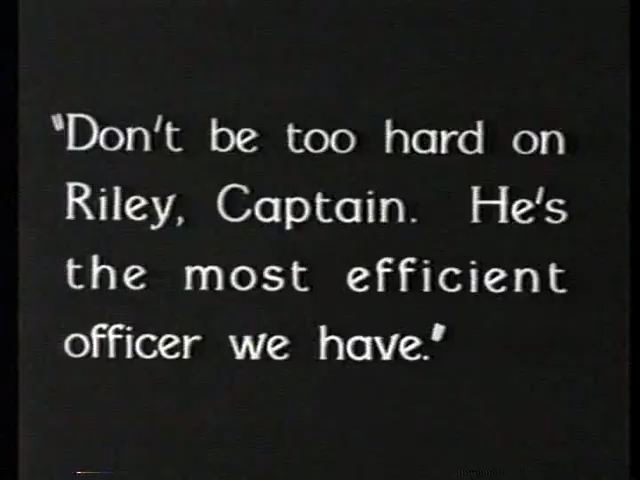 "Don't be too hard on
Riley, Captain. He's
the most efficient
officer we have."